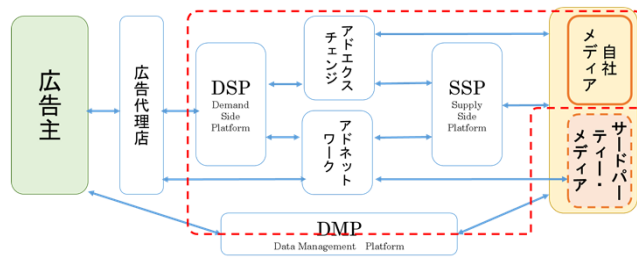 広告主
広告代理店
DSP
Demand
Side
Platform
アドエクス
チェンジ
アドネット
ワーク
SSP
Supply
Side
Platform
自社
メディア
サードパー
ティー・
メディア
DMP
Data Management Platform